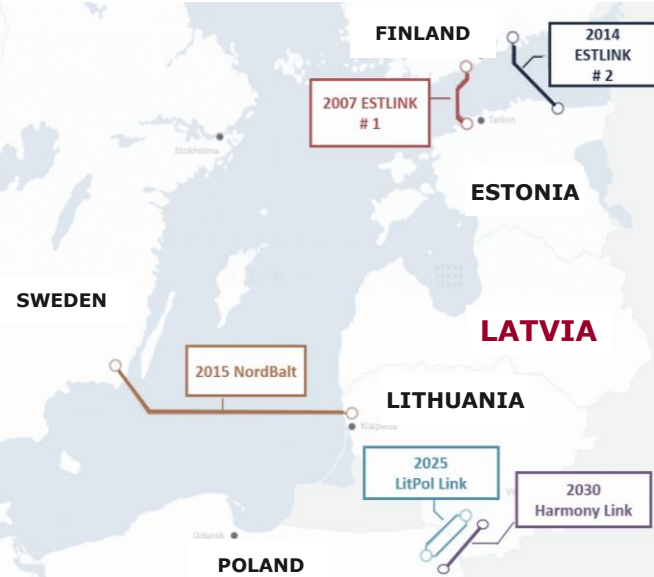 FINLAND
2014
ESTLINK
# 2
2007 ESTLINK
# 1
Tallinn
Stokholma
ESTONIA
SWEDEN
LATVIA
2015 NordBalt
LITHUANIA
2025
LitPol Link
2030
Harmony Link
Gdansk
POLAND